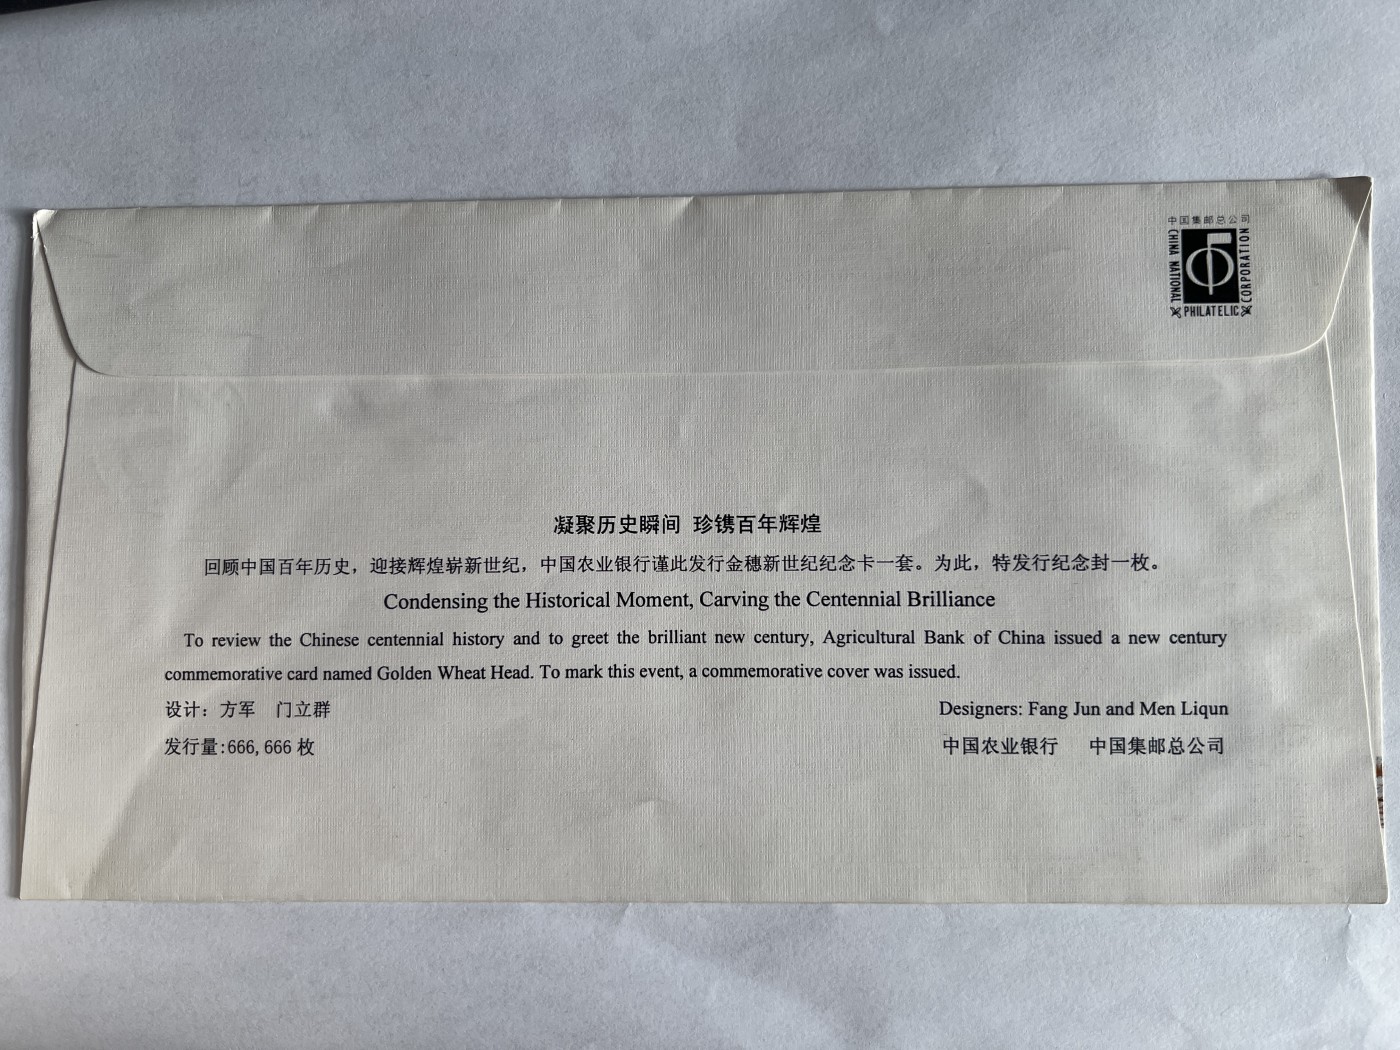 中国集邮总公司
CHINA NATIONAL
PHILATELIC
CORPORATION
凝聚历史瞬间 珍镌百年辉煌
回顾中国百年历史，迎接辉煌崭新世纪，中国农业银行谨此发行金穗新世纪纪念卡一套。为此，特发行纪念封一枚。
Condensing the Historical Moment, Carving the Centennial Brilliance
To review the Chinese centennial history and to greet the brilliant new century, Agricultural Bank of China issued a new century
commemorative card named Golden Wheat Head. To mark this event, a commemorative cover was issued.
设计：方军 门立群 Designers: Fang Jun and Men Liqun
发行量:666,666 枚 中国农业银行 中国集邮总公司